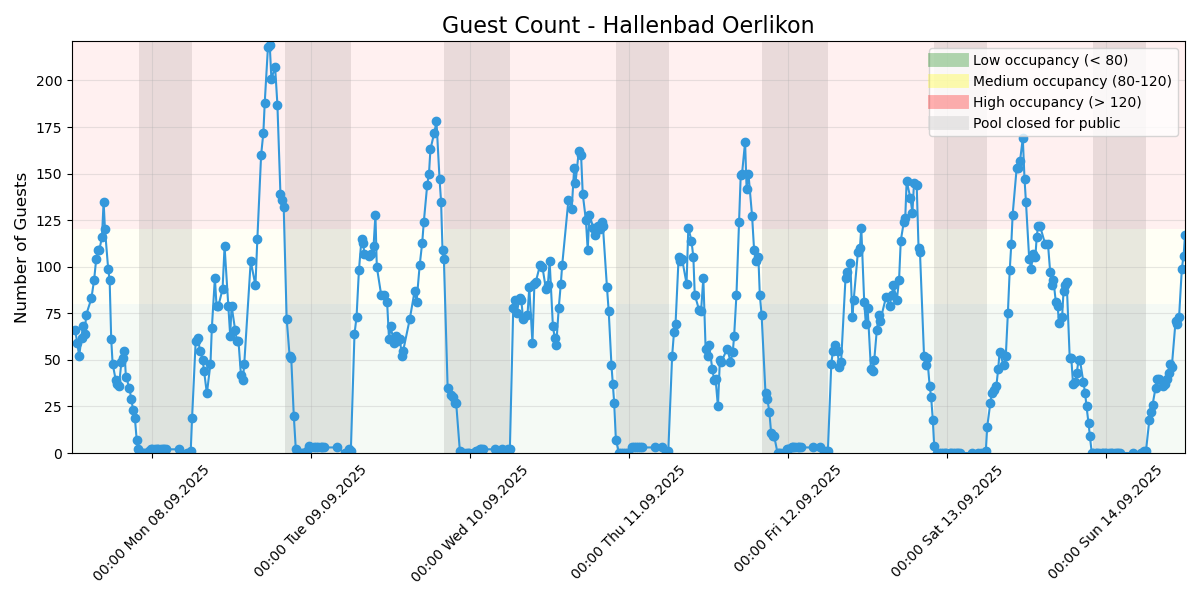 Guest Count - Hallenbad Oerlikon
Number of Guests
200
175
150
125
100
75
50
25
0
Low occupancy (< 80)
Medium occupancy (80-120)
High occupancy (> 120)
Pool closed for public
00:00 Mon 08.09.2025
00:00 Tue 09.09.2025
00:00 Wed 10.09.2025
00:00 Thu 11.09.2025
00:00 Fri 12.09.2025
00:00 Sat 13.09.2025
00:00 Sun 14.09.2025